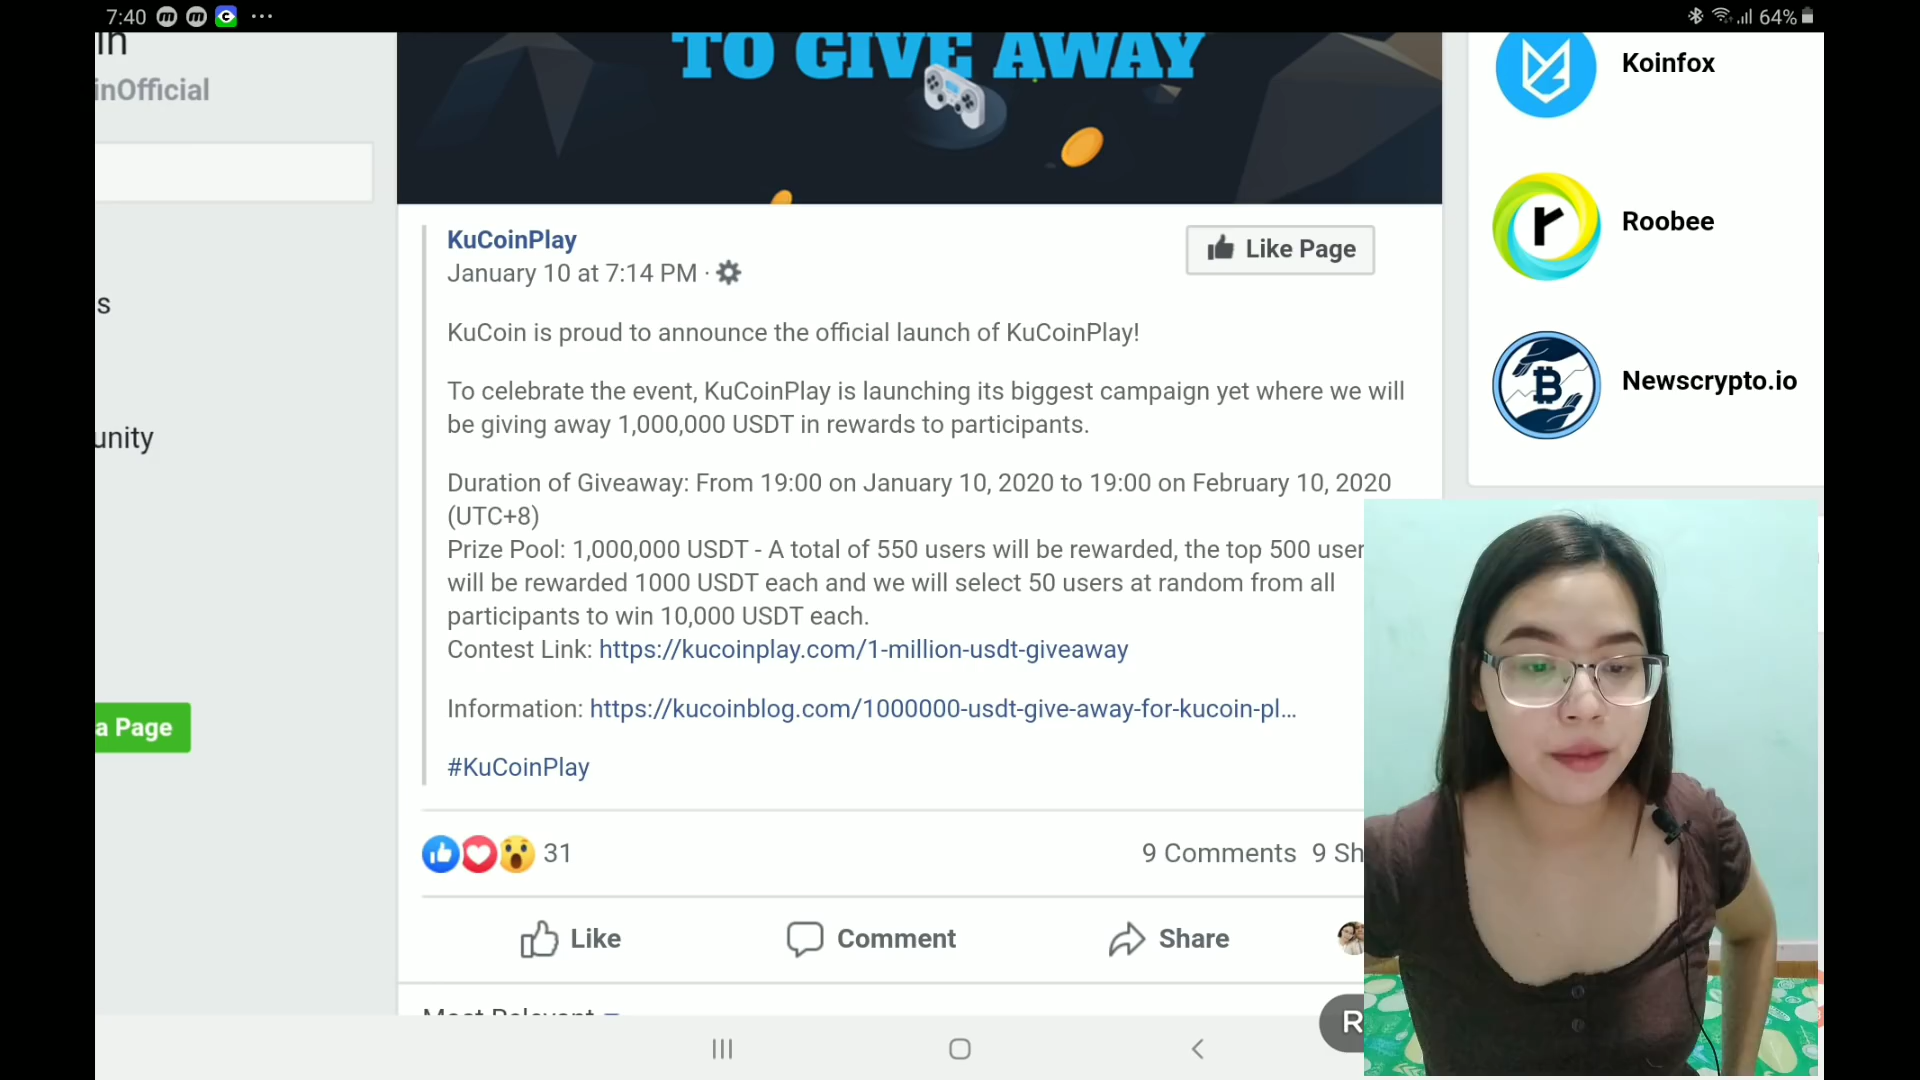 7:40
64%
in
inOfficial
s
unity
a Page
TO GIVE AWAY
KuCoinPlay
Like Page
January 10 at 7:14 PM ·
KuCoin is proud to announce the official launch of KuCoinPlay!
To celebrate the event, KuCoinPlay is launching its biggest campaign yet where we will
be giving away 1,000,000 USDT in rewards to participants.
Duration of Giveaway: From 19:00 on January 10, 2020 to 19:00 on February 10, 2020
(UTC+8)
Prize Pool: 1,000,000 USDT - A total of 550 users will be rewarded, the top 500 user
will be rewarded 1000 USDT each and we will select 50 users at random from all
participants to win 10,000 USDT each.
Contest Link: https://kucoinplay.com/1-million-usdt-giveaway
Information: https://kucoinblog.com/1000000-usdt-give-away-for-kucoin-pl...
#KuCoinPlay
31
9 Comments 9 Sh
Like
Comment
Share
Most Relevant
R
Koinfox
Roobee
Newscrypto.io